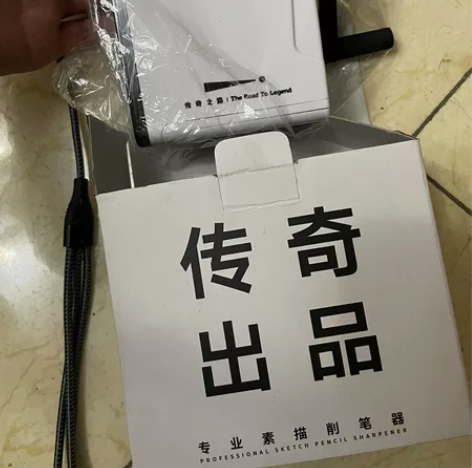 传奇之路：The Road To Legend
传奇
出品
专业素描削笔器
PROFESSIONAL SKETCH PENCIL SHARPENER